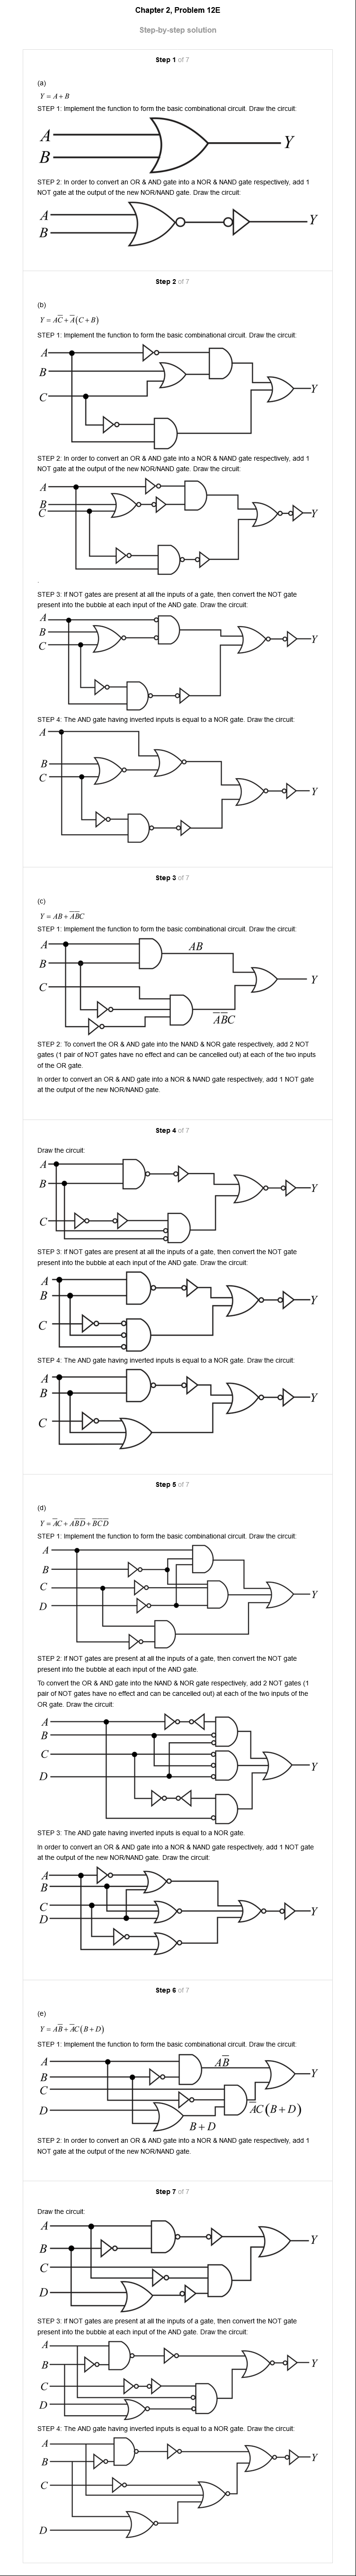 Chapter 2, Problem 12E
Step-by-step solution
Step 1 of 7
(a)
Y = A + B
STEP 1: Implement the function to form the basic combinational circuit. Draw the circuit:
A
B
Y
STEP 2: In order to convert an OR & AND gate into a NOR & NAND gate respectively, add 1
NOT gate at the output of the new NOR/NAND gate. Draw the circuit:
A
B
Y
Step 2 of 7
(b)
Y = AC̅ + A̅(C + B)
STEP 1: Implement the function to form the basic combinational circuit. Draw the circuit:
A
B
C
Y
STEP 2: In order to convert an OR & AND gate into a NOR & NAND gate respectively, add 1
NOT gate at the output of the new NOR/NAND gate. Draw the circuit:
A
B
C
Y
.
STEP 3: If NOT gates are present at all the inputs of a gate, then convert the NOT gate
present into the bubble at each input of the AND gate. Draw the circuit:
A
B
C
Y
STEP 4: The AND gate having inverted inputs is equal to a NOR gate. Draw the circuit:
A
B
C
Y
Step 3 of 7
(c)
Y = AB + A̅B̅C
STEP 1: Implement the function to form the basic combinational circuit. Draw the circuit:
A
AB
B
C
Y
A̅B̅C
STEP 2: To convert the OR & AND gate into the NAND & NOR gate respectively, add 2 NOT
gates (1 pair of NOT gates have no effect and can be cancelled out) at each of the two inputs
of the OR gate.
In order to convert an OR & AND gate into a NOR & NAND gate respectively, add 1 NOT gate
at the output of the new NOR/NAND gate.
Step 4 of 7
Draw the circuit:
A
B
C
Y
STEP 3: If NOT gates are present at all the inputs of a gate, then convert the NOT gate
present into the bubble at each input of the AND gate. Draw the circuit:
A
B
C
Y
STEP 4: The AND gate having inverted inputs is equal to a NOR gate. Draw the circuit:
A
B
C
Y
Step 5 of 7
(d)
Y = A̅C + AB̅D̅ + B̅C̅D̅
STEP 1: Implement the function to form the basic combinational circuit. Draw the circuit:
A
B
C
D
Y
STEP 2: If NOT gates are present at all the inputs of a gate, then convert the NOT gate
present into the bubble at each input of the AND gate.
To convert the OR & AND gate into the NAND & NOR gate respectively, add 2 NOT gates (1
pair of NOT gates have no effect and can be cancelled out) at each of the two inputs of the
OR gate. Draw the circuit:
A
B
C
D
Y
STEP 3: The AND gate having inverted inputs is equal to a NOR gate.
In order to convert an OR & AND gate into a NOR & NAND gate respectively, add 1 NOT gate
at the output of the new NOR/NAND gate. Draw the circuit:
A
B
C
D
Y
Step 6 of 7
(e)
Y = AB̅ + A̅C(B + D)
STEP 1: Implement the function to form the basic combinational circuit. Draw the circuit:
A
AB̅
B
C
Y
D
A̅C(B + D)
B + D
STEP 2: In order to convert an OR & AND gate into a NOR & NAND gate respectively, add 1
NOT gate at the output of the new NOR/NAND gate.
Step 7 of 7
Draw the circuit:
A
B
C
D
Y
STEP 3: If NOT gates are present at all the inputs of a gate, then convert the NOT gate
present into the bubble at each input of the AND gate. Draw the circuit:
A
B
C
D
Y
STEP 4: The AND gate having inverted inputs is equal to a NOR gate. Draw the circuit:
A
B
C
D
Y